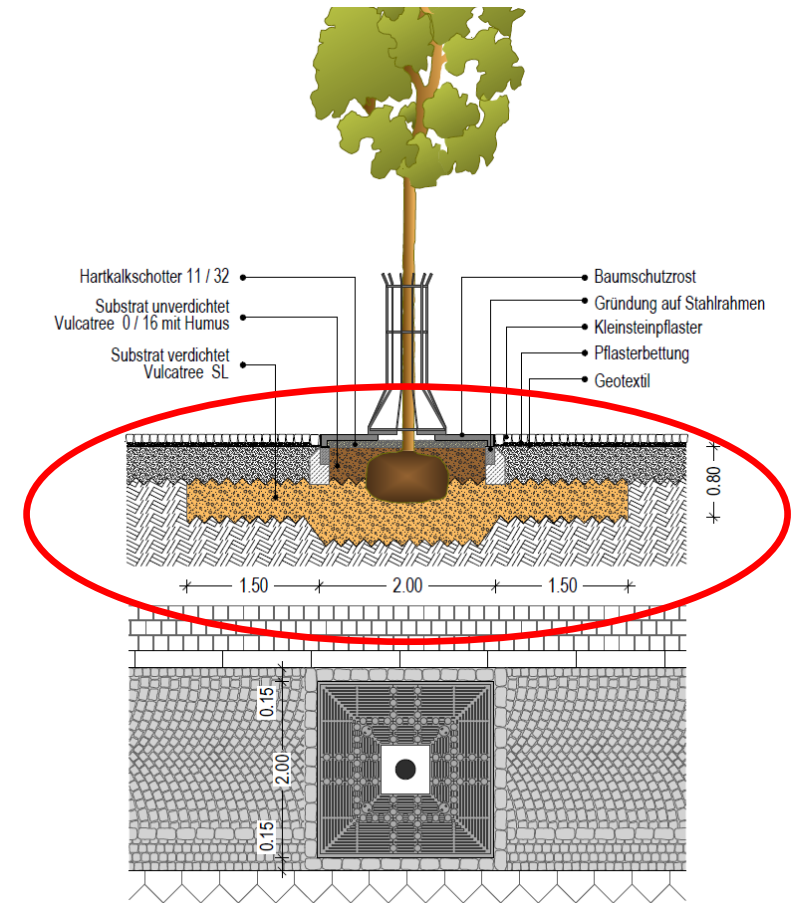 Hartkalkschotter 11 / 32
Substrat unverdichtet
Vulcatree 0 / 16 mit Humus
Substrat verdichtet
Vulcatree SL
Baumschutzrost
Gründung auf Stahlrahmen
Kleinsteinpflaster
Pflasterbettung
Geotextil
0.80
1.50
2.00
1.50
0.15
2.00
0.15